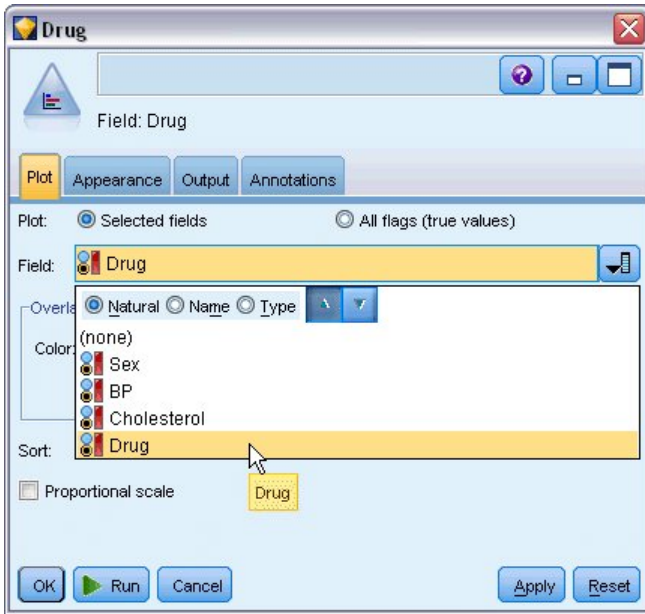 Drug
Field: Drug
Plot Appearance Output Annotations
Plot: Selected fields All flags (true values)
Field: Drug
Natural Name Type
(none)
Color:
Sex
BP
Cholesterol
Sort: Drug
Proportional scale Drug
OK Run Cancel Apply Reset